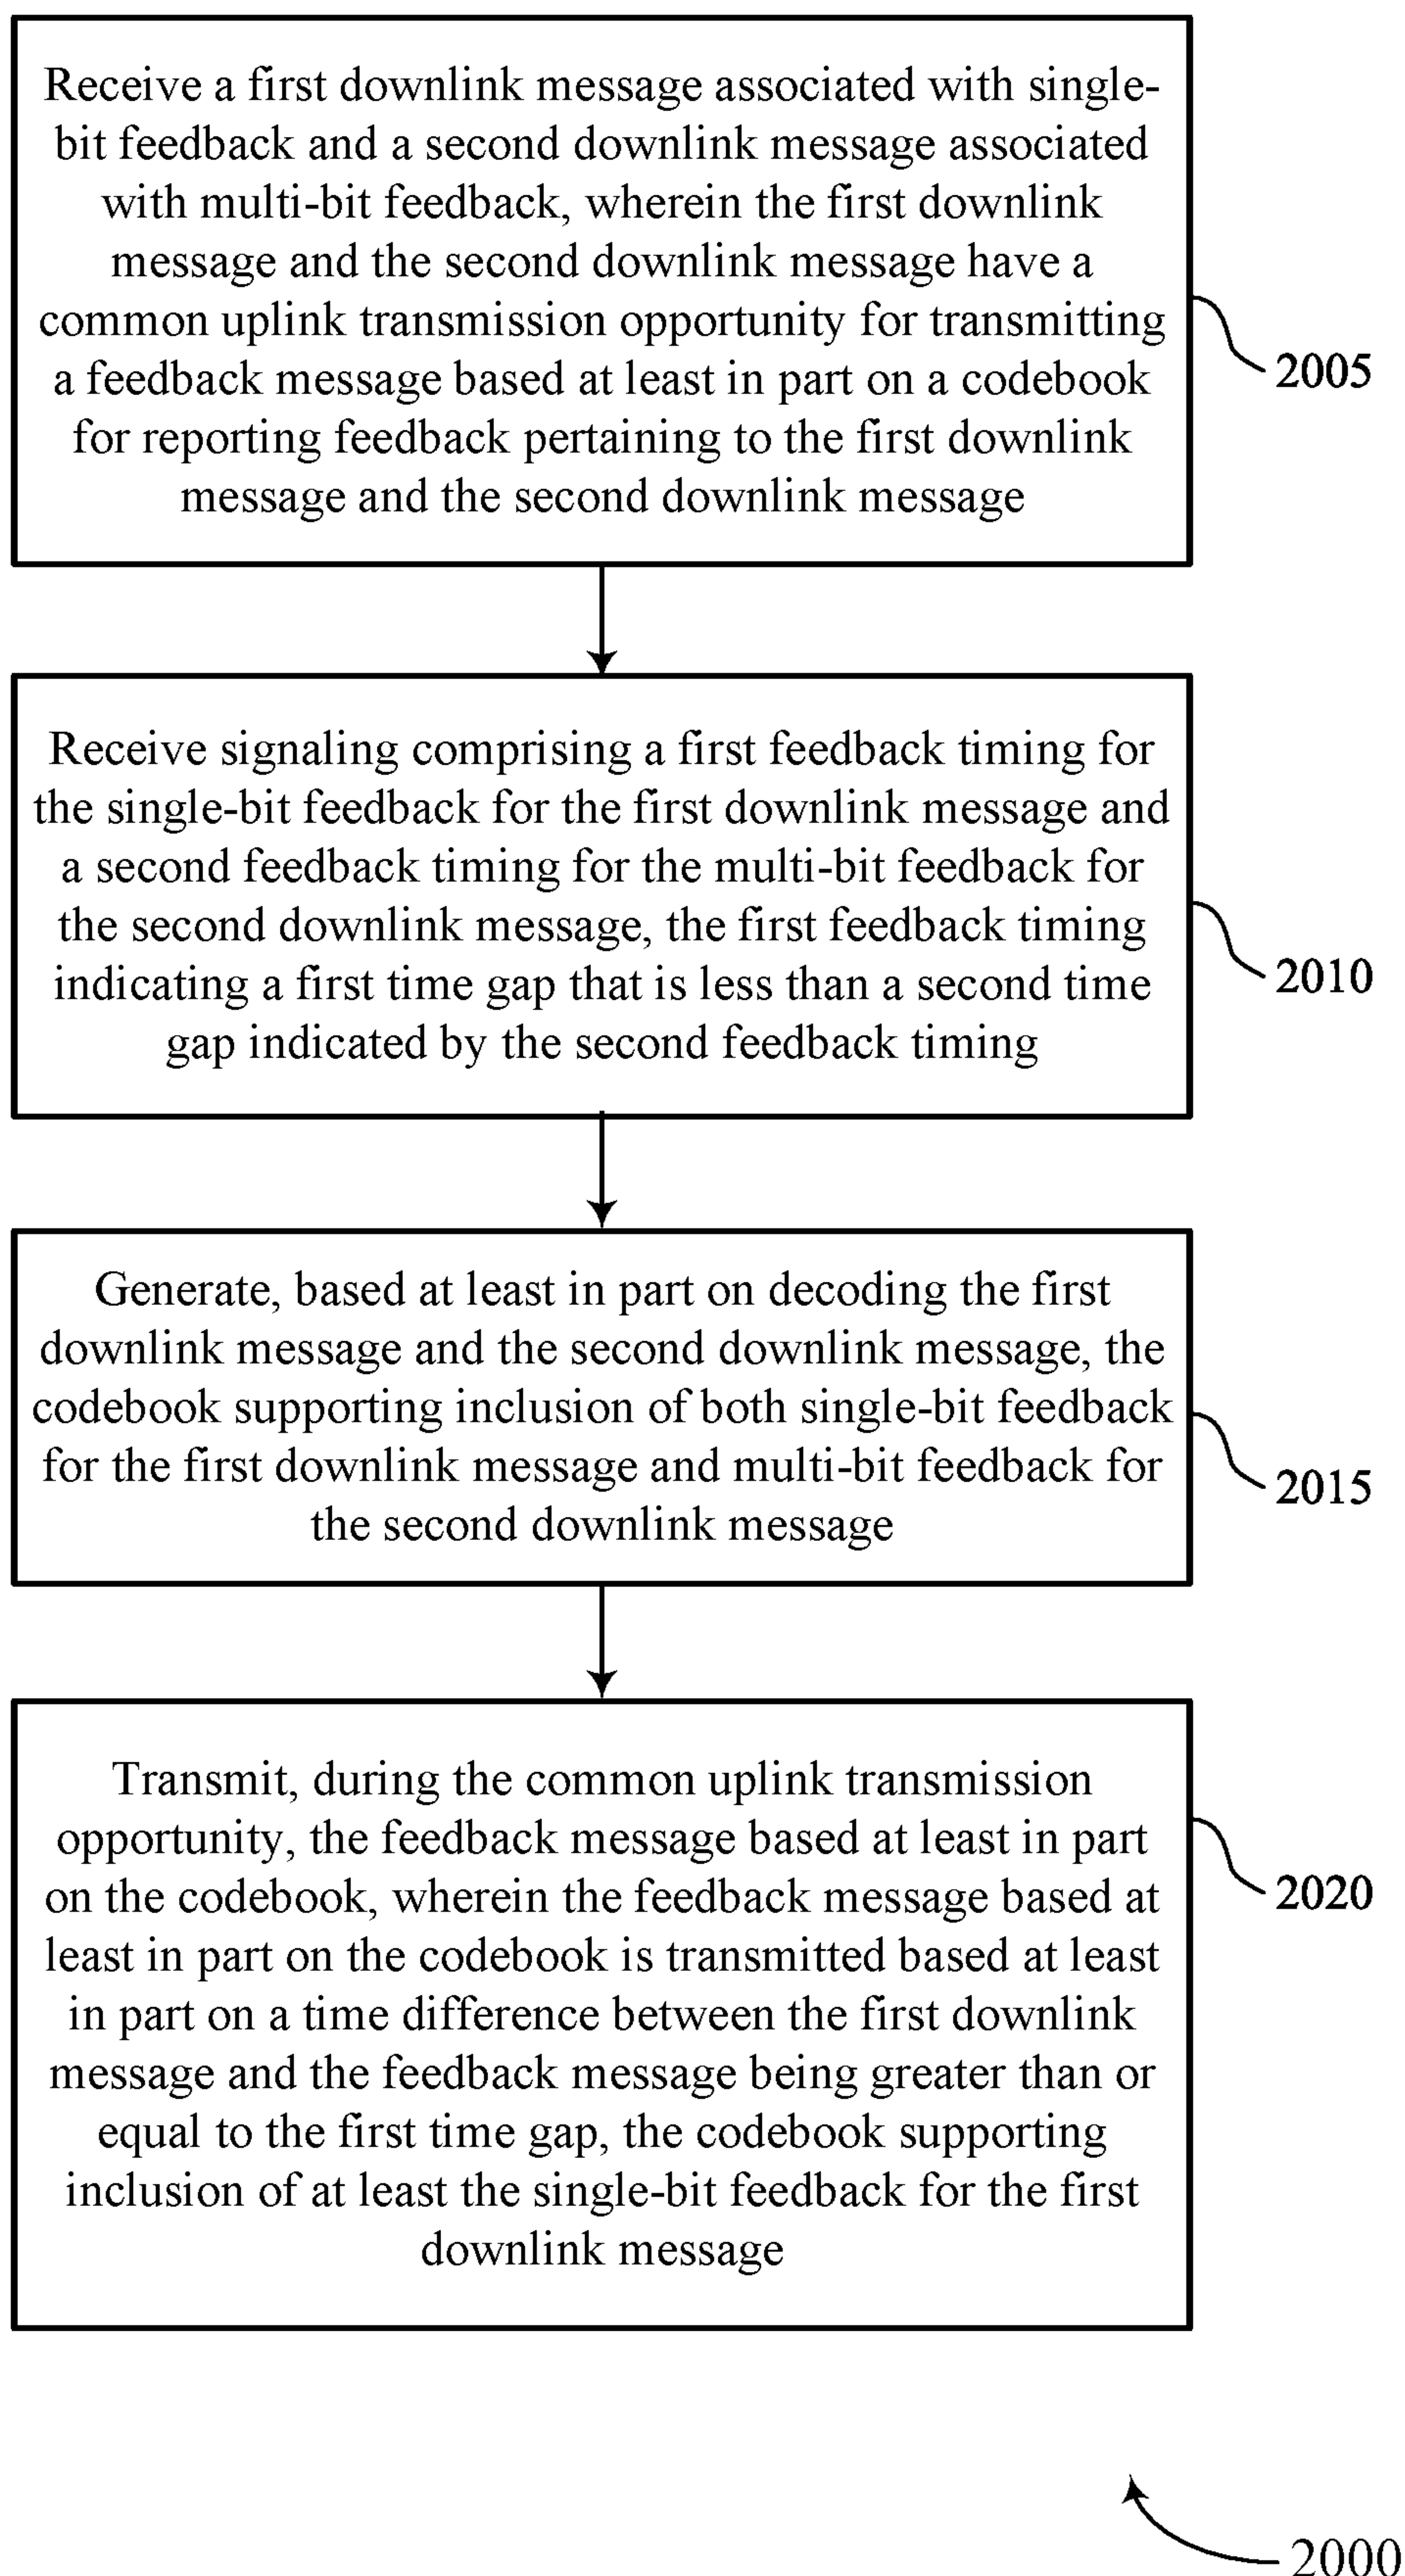 Receive a first downlink message associated with single-
bit feedback and a second downlink message associated
with multi-bit feedback, wherein the first downlink
message and the second downlink message have a
common uplink transmission opportunity for transmitting
a feedback message based at least in part on a codebook
for reporting feedback pertaining to the first downlink
message and the second downlink message
2005
Receive signaling comprising a first feedback timing for
the single-bit feedback for the first downlink message and
a second feedback timing for the multi-bit feedback for
the second downlink message, the first feedback timing
indicating a first time gap that is less than a second time
gap indicated by the second feedback timing
2010
Generate, based at least in part on decoding the first
downlink message and the second downlink message, the
codebook supporting inclusion of both single-bit feedback
for the first downlink message and multi-bit feedback for
the second downlink message
2015
Transmit, during the common uplink transmission
opportunity, the feedback message based at least in part
on the codebook, wherein the feedback message based at
least in part on the codebook is transmitted based at least
in part on a time difference between the first downlink
message and the feedback message being greater than or
equal to the first time gap, the codebook supporting
inclusion of at least the single-bit feedback for the first
downlink message
2020
2000